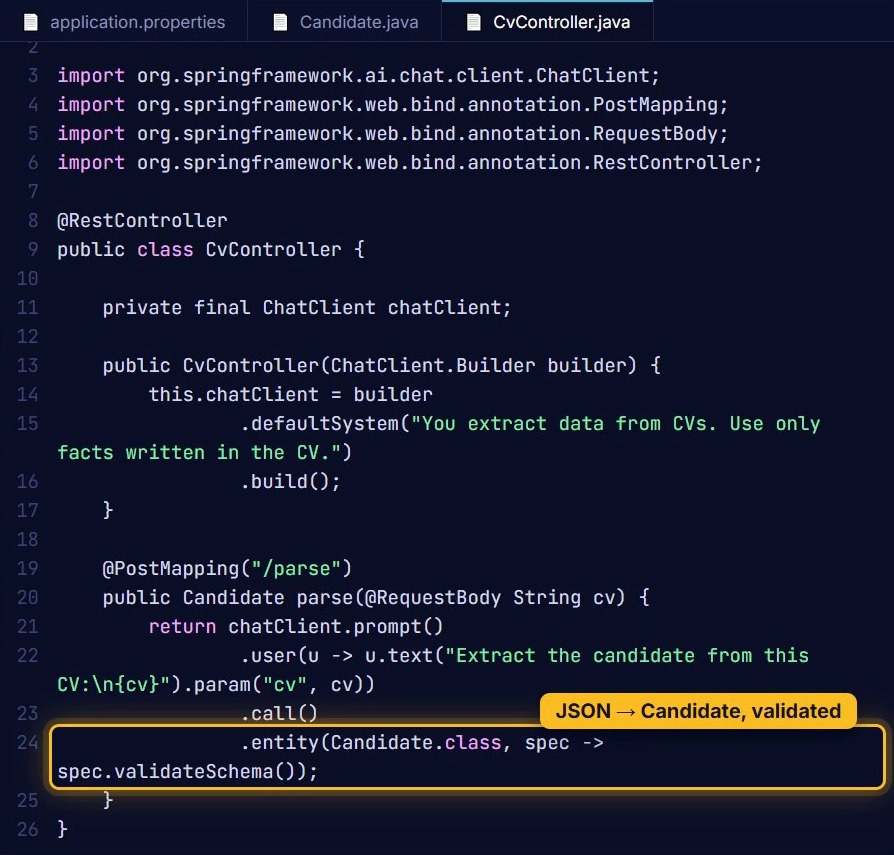 application.properties Candidate.java CvController.java
2
3 import org.springframework.ai.chat.client.ChatClient;
4 import org.springframework.web.bind.annotation.PostMapping;
5 import org.springframework.web.bind.annotation.RequestBody;
6 import org.springframework.web.bind.annotation.RestController;
7
8 @RestController
9 public class CvController {
10
11     private final ChatClient chatClient;
12
13     public CvController(ChatClient.Builder builder) {
14         this.chatClient = builder
15                 .defaultSystem("You extract data from CVs. Use only
facts written in the CV.")
16                 .build();
17     }
18
19     @PostMapping("/parse")
20     public Candidate parse(@RequestBody String cv) {
21         return chatClient.prompt()
22                 .user(u -> u.text("Extract the candidate from this
CV:\n{cv}").param("cv", cv))
23                 .call()
JSON → Candidate, validated
24                 .entity(Candidate.class, spec ->
spec.validateSchema());
25     }
26 }